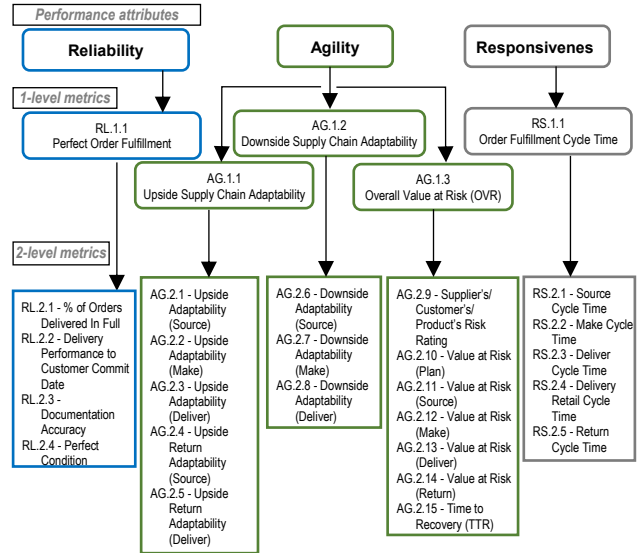 Performance attributes
Reliability
Agility
Responsivenes
1-level metrics
RL.1.1
Perfect Order Fulfillment
AG.1.2
Downside Supply Chain Adaptability
RS.1.1
Order Fulfillment Cycle Time
AG.1.1
Upside Supply Chain Adaptability
AG.1.3
Overall Value at Risk (OVR)
2-level metrics
RL.2.1 - % of Orders
Delivered In Full
RL.2.2 - Delivery
Performance to
Customer Commit
Date
RL.2.3 -
Documentation
Accuracy
RL.2.4 - Perfect
Condition
AG.2.1 - Upside
Adaptability
(Source)
AG.2.2 - Upside
Adaptability
(Make)
AG.2.3 - Upside
Adaptability
(Deliver)
AG.2.4 - Upside
Return
Adaptability
(Source)
AG.2.5 - Upside
Return
Adaptability
(Deliver)
AG.2.6 - Downside
Adaptability
(Source)
AG.2.7 - Downside
Adaptability
(Make)
AG.2.8 - Downside
Adaptability
(Deliver)
AG.2.9 - Supplier's/
Customer's/
Product's Risk
Rating
AG.2.10 - Value at Risk
(Plan)
AG.2.11 - Value at Risk
(Source)
AG.2.12 - Value at Risk
(Make)
AG.2.13 - Value at Risk
(Deliver)
AG.2.14 - Value at Risk
(Return)
AG.2.15 - Time to
Recovery (TTR)
RS.2.1 - Source
Cycle Time
RS.2.2 - Make Cycle
Time
RS.2.3 - Deliver
Cycle Time
RS.2.4 - Delivery
Retail Cycle
Time
RS.2.5 - Return
Cycle Time